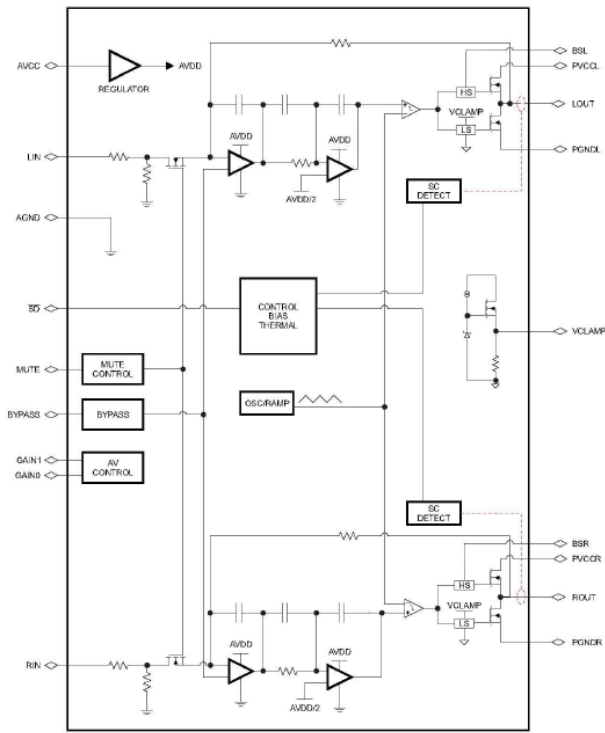 BSL
AVCC
AVDD
PVCCL
REGULATOR
HS
LOUT
VCLAMP
LS
AVDD
AVDD
PGNDL
LIN
AVDD/2
SC
DETECT
AGND
SD
CONTROL
BIAS
THERMAL
VCLAMP
MUTE
MUTE
CONTROL
OSC/RAMP
BYPASS
BYPASS
GAIN1
GAIN0
AV
CONTROL
SC
DETECT
BSR
PVCCR
HS
ROUT
VCLAMP
LS
AVDD
AVDD
PGNDR
RIN
AVDD/2